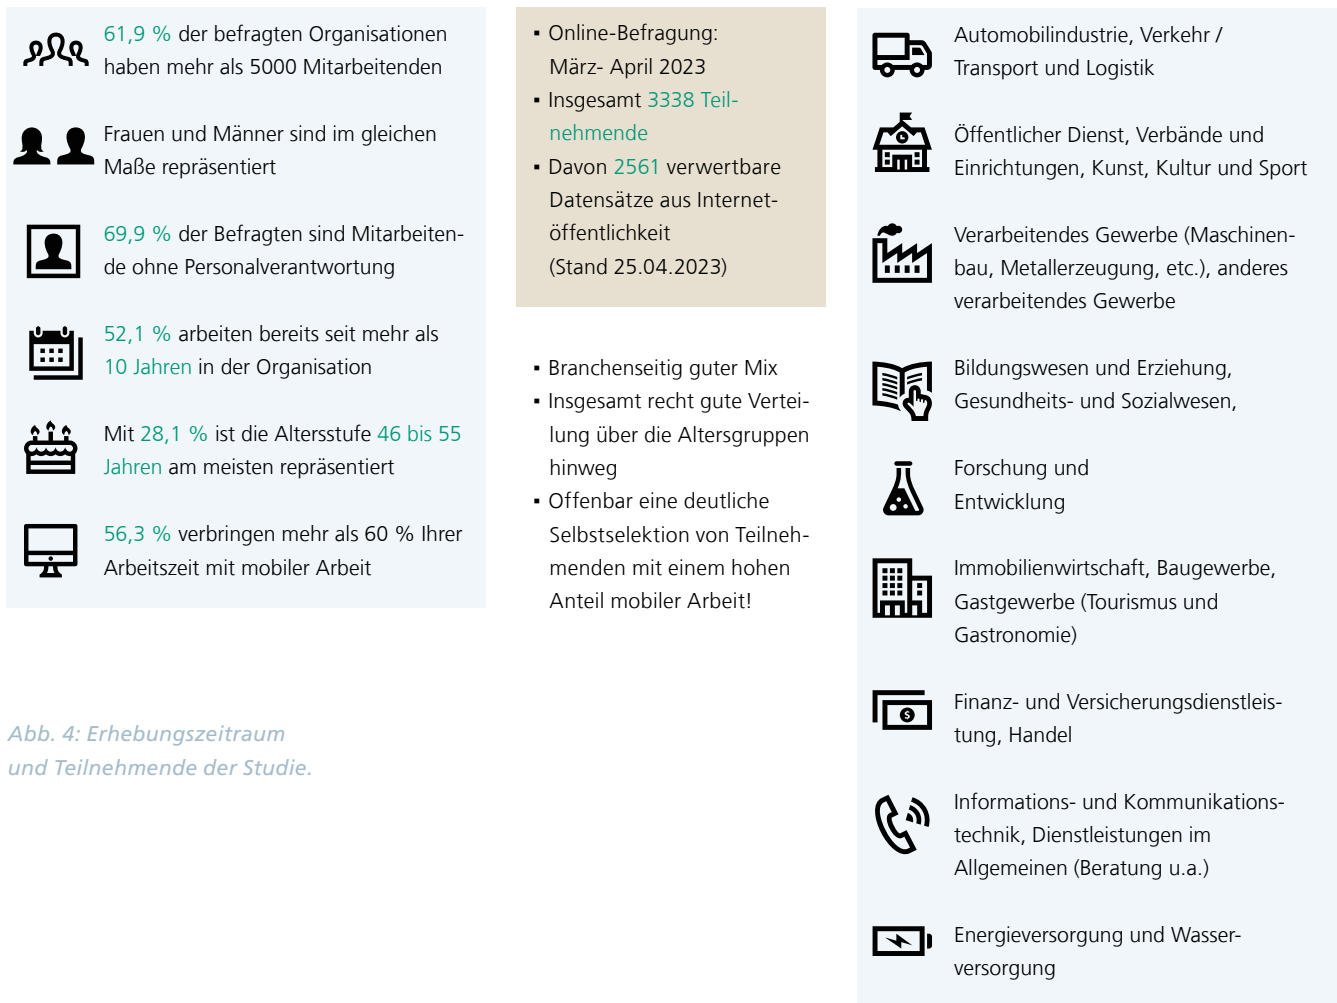 61,9 % der befragten Organisationen
haben mehr als 5000 Mitarbeitenden
Frauen und Männer sind im gleichen
Maße repräsentiert
69,9 % der Befragten sind Mitarbeiten-
de ohne Personalverantwortung
52,1 % arbeiten bereits seit mehr als
10 Jahren in der Organisation
Mit 28,1 % ist die Altersstufe 46 bis 55
Jahren am meisten repräsentiert
56,3 % verbringen mehr als 60 % Ihrer
Arbeitszeit mit mobiler Arbeit
Abb. 4: Erhebungszeitraum
und Teilnehmende der Studie.
▪ Online-Befragung:
März- April 2023
▪ Insgesamt 3338 Teil-
nehmende
▪ Davon 2561 verwertbare
Datensätze aus Internet-
öffentlichkeit
(Stand 25.04.2023)
▪ Branchenseitig guter Mix
▪ Insgesamt recht gute Vertei-
lung über die Altersgruppen
hinweg
▪ Offenbar eine deutliche
Selbstselektion von Teilneh-
menden mit einem hohen
Anteil mobiler Arbeit!
Automobilindustrie, Verkehr /
Transport und Logistik
Öffentlicher Dienst, Verbände und
Einrichtungen, Kunst, Kultur und Sport
Verarbeitendes Gewerbe (Maschinen-
bau, Metallerzeugung, etc.), anderes
verarbeitendes Gewerbe
Bildungswesen und Erziehung,
Gesundheits- und Sozialwesen,
Forschung und
Entwicklung
Immobilienwirtschaft, Baugewerbe,
Gastgewerbe (Tourismus und
Gastronomie)
Finanz- und Versicherungsdienstleis-
tung, Handel
Informations- und Kommunikations-
technik, Dienstleistungen im
Allgemeinen (Beratung u.a.)
Energieversorgung und Wasser-
versorgung